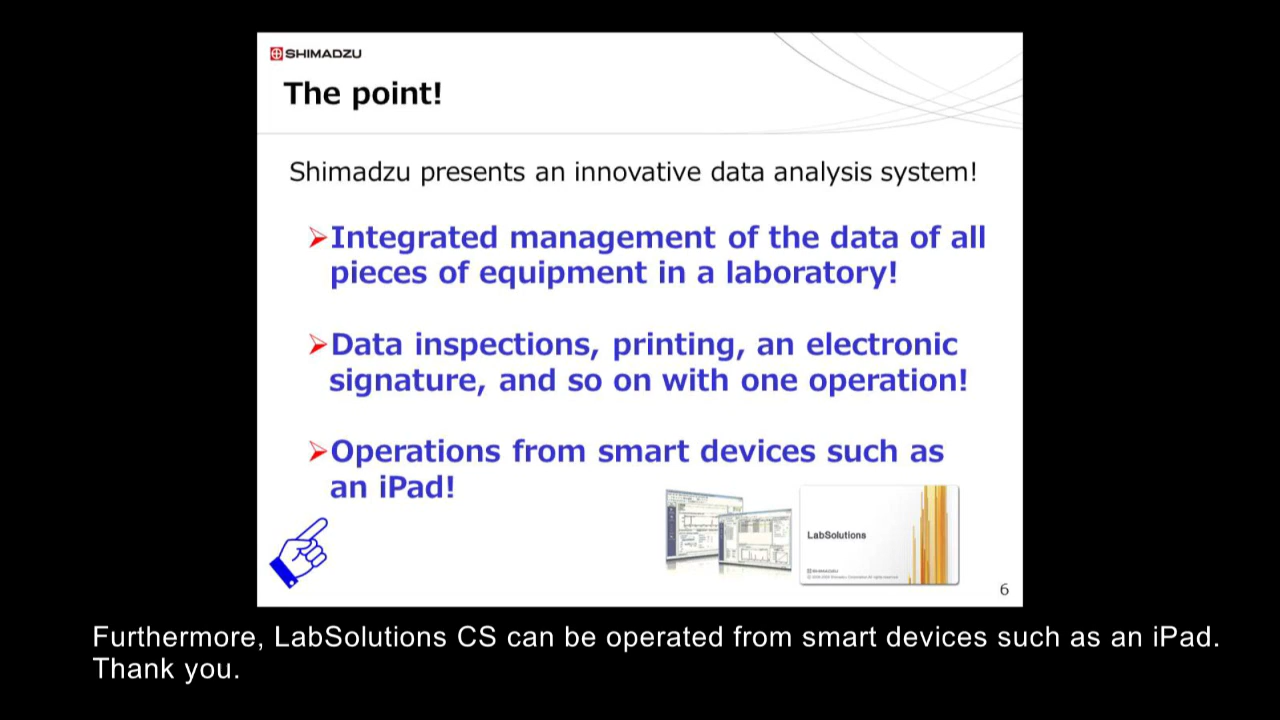 SHIMADZU
The point!
Shimadzu presents an innovative data analysis system!
➢Integrated management of the data of all
pieces of equipment in a laboratory!
➢Data inspections, printing, an electronic
signature, and so on with one operation!
➢Operations from smart devices such as
an iPad!
LabSolutions
SHIMADZU
6
Furthermore, LabSolutions CS can be operated from smart devices such as an iPad.
Thank you.